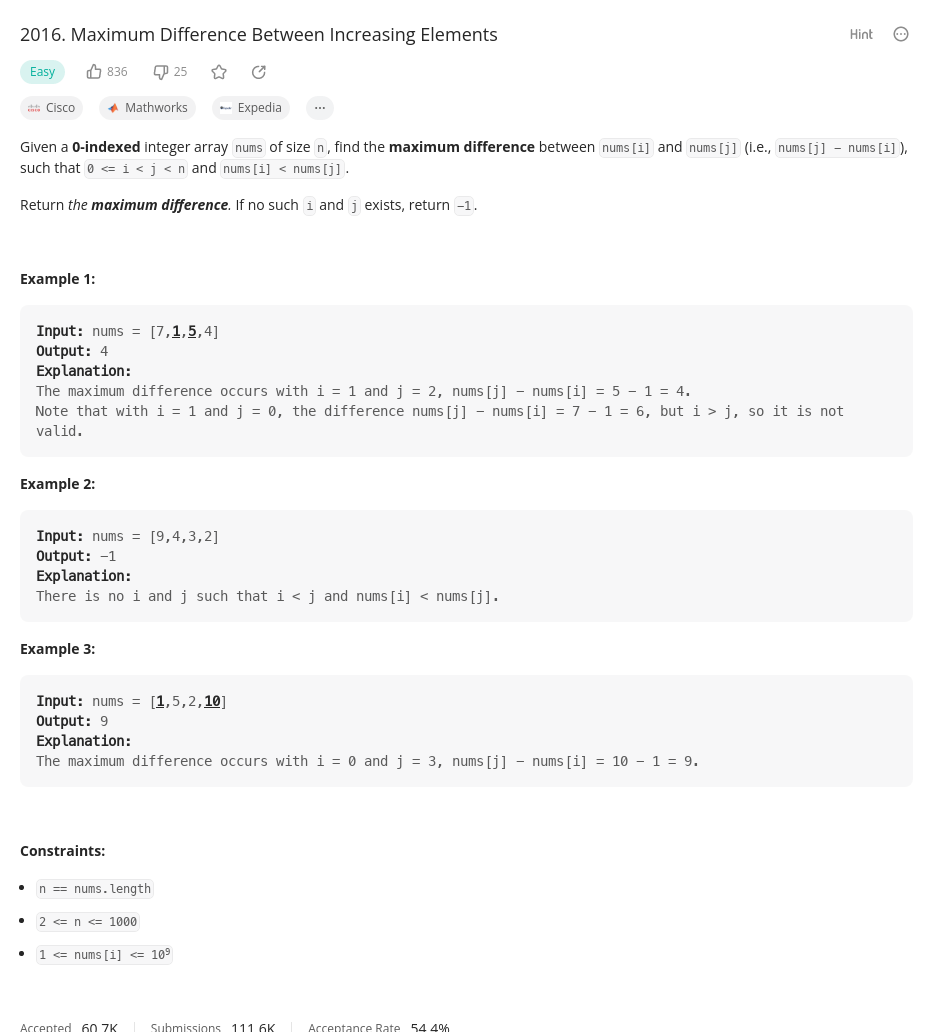 2016. Maximum Difference Between Increasing Elements
Hint
Easy 836 25
Cisco Mathworks Expedia ...
Given a 0-indexed integer array nums of size n, find the maximum difference between nums[i] and nums[j] (i.e., nums[j] - nums[i]),
such that 0 <= i < j < n and nums[i] < nums[j].
Return the maximum difference. If no such i and j exists, return -1.
Example 1:
Input: nums = [7,1,5,4]
Output: 4
Explanation:
The maximum difference occurs with i = 1 and j = 2, nums[j] - nums[i] = 5 - 1 = 4.
Note that with i = 1 and j = 0, the difference nums[j] - nums[i] = 7 - 1 = 6, but i > j, so it is not
valid.
Example 2:
Input: nums = [9,4,3,2]
Output: -1
Explanation:
There is no i and j such that i < j and nums[i] < nums[j].
Example 3:
Input: nums = [1,5,2,10]
Output: 9
Explanation:
The maximum difference occurs with i = 0 and j = 3, nums[j] - nums[i] = 10 - 1 = 9.
Constraints:
• n == nums.length
• 2 <= n <= 1000
• 1 <= nums[i] <= 10⁹
Accepted 60.7K Submissions 111.6K Acceptance Rate 54.4%